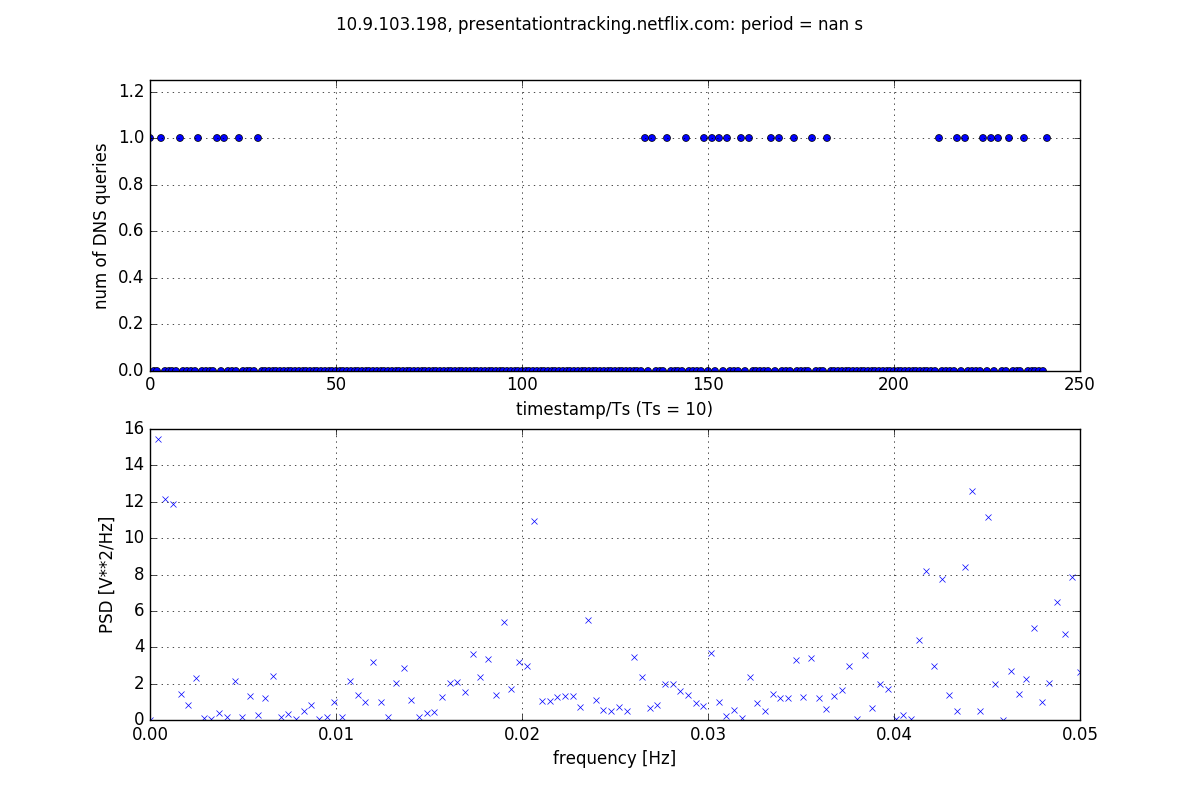 10.9.103.198, presentationtracking.netflix.com: period = nan s
num of DNS queries
1.2
1.0
0.8
0.6
0.4
0.2
0.0
0 50 100 150 200 250
timestamp/Ts (Ts = 10)
PSD [V**2/Hz]
16
14
12
10
8
6
4
2
0
0.00 0.01 0.02 0.03 0.04 0.05
frequency [Hz]